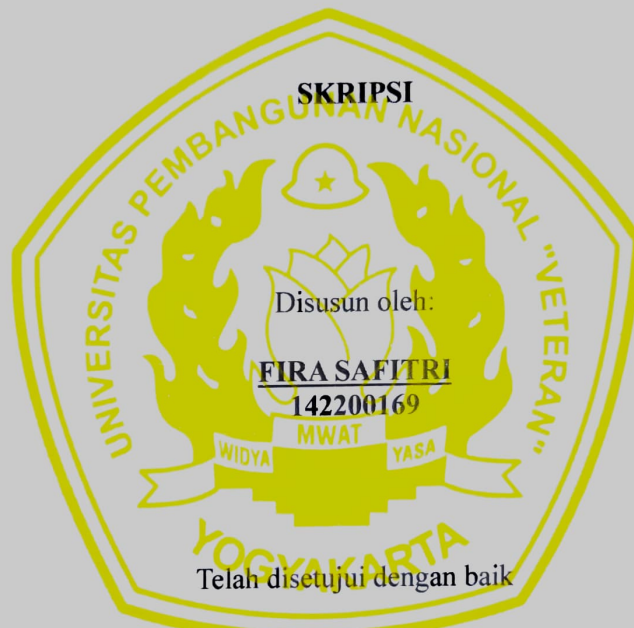 SKRIPSI
UNIVERSITAS PEMBANGUNAN NASIONAL "VETERAN"
Disusun oleh:
FIRA SAFITRI
142200169
WIDYA MWAT YASA
YOGYAKARTA
Telah disetujui dengan baik